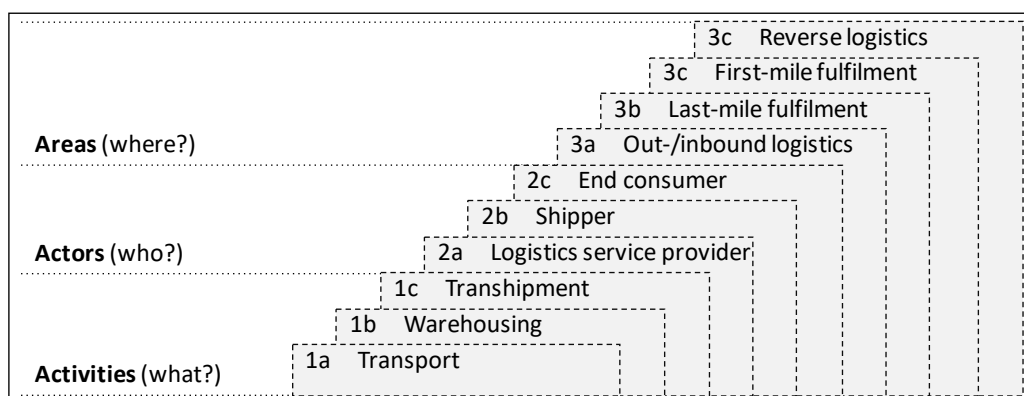 3c Reverse logistics
3c First-mile fulfilment
3b Last-mile fulfilment
Areas (where?) 3a Out-/inbound logistics
2c End consumer
2b Shipper
Actors (who?) 2a Logistics service provider
1c Transhipment
1b Warehousing
Activities (what?) 1a Transport